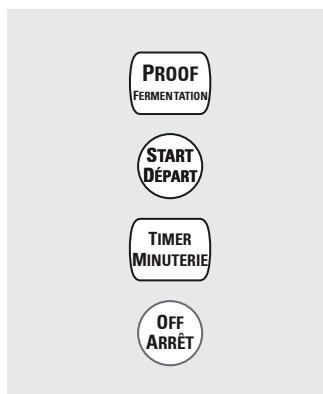 PROOF
FERMENTATION
START
DÉPART
TIMER
MINUTERIE
OFF
ARRÊT